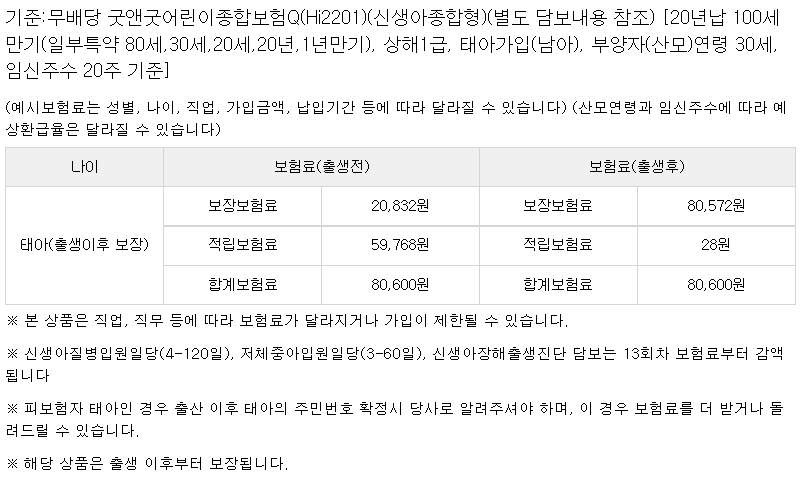 기준:무배당 굿앤굿어린이종합보험Q(Hi2201)(신생아종합형)(별도 담보내용 참조) [20년납 100세
만기(일부특약 80세,30세,20세,20년,1년만기), 상해1급, 태아가입(남아), 부양자(산모)연령 30세,
임신주수 20주 기준]
(예시보험료는 성별, 나이, 직업, 가입금액, 납입기간 등에 따라 달라질 수 있습니다) (산모연령과 임신주수에 따라 예
상환급율은 달라질 수 있습니다)
나이 보험료(출생전) 보험료(출생후)
보장보험료 20,832원 보장보험료 80,572원
태아(출생이후 보장) 적립보험료 59,768원 적립보험료 28원
합계보험료 80,600원 합계보험료 80,600원
※ 본 상품은 직업, 직무 등에 따라 보험료가 달라지거나 가입이 제한될 수 있습니다.
※ 신생아질병입원일당(4-120일), 저체중아입원일당(3-60일), 신생아장해출생진단 담보는 13회차 보험료부터 감액
됩니다
※ 피보험자 태아인 경우 출산 이후 태아의 주민번호 확정시 당사로 알려주셔야 하며, 이 경우 보험료를 더 받거나 돌
려드릴 수 있습니다.
※ 해당 상품은 출생 이후부터 보장됩니다.